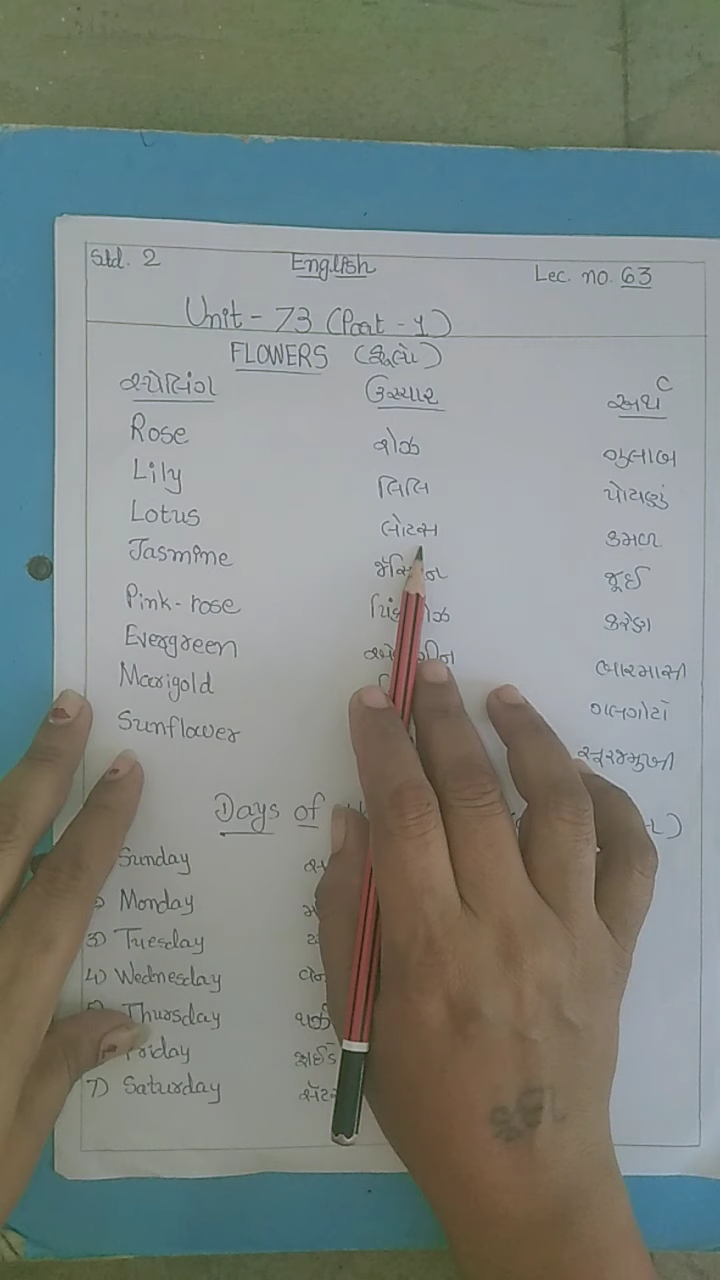 Std. 2 English Lec. no. 63
Unit - 73 (Part - 1)
FLOWERS (ફૂલો)
સ્પેલિંગ ઉચ્ચાર અર્થ
Rose રોઝ ગુલાબ
Lily લિલિ પોયણું
Lotus લોટસ કમળ
Jasmine જૂઈ
Pink-rose કરેણ
Evergreen બારમાસી
Marigold ગલગોટો
Sunflower સૂરજમુખી
Days of
Sunday
Monday
3) Tuesday
4) Wednesday
Thursday
Friday
7) Saturday